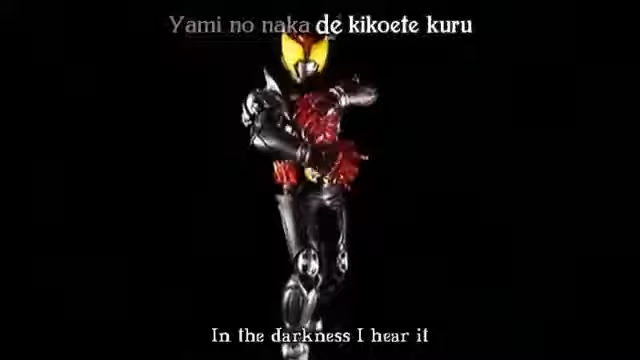 Yami no naka de kikoete kuru
In the darkness I hear it